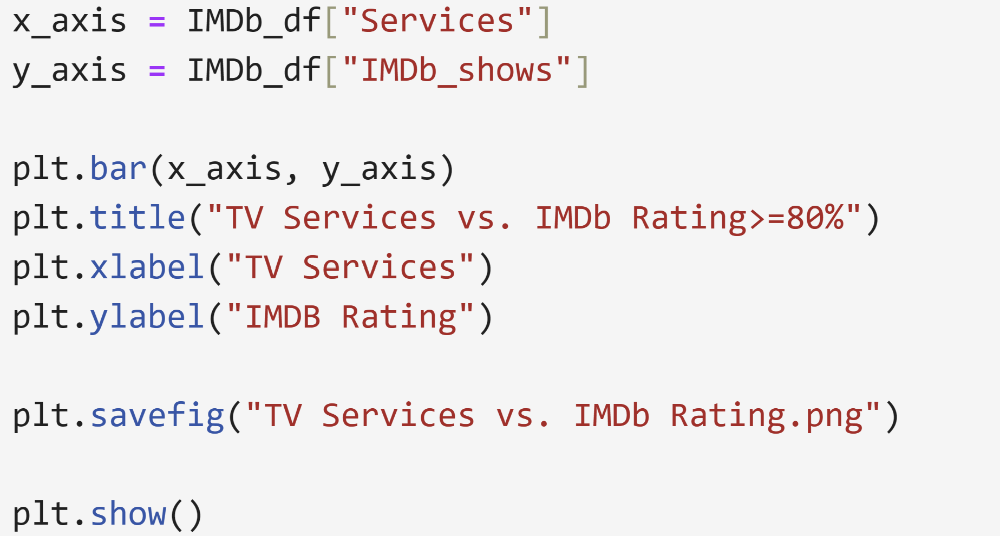 x_axis = IMDb_df["Services"]
y_axis = IMDb_df["IMDb_shows"]
plt.bar(x_axis, y_axis)
plt.title("TV Services vs. IMDb Rating>=80%")
plt.xlabel("TV Services")
plt.ylabel("IMDB Rating")
plt.savefig("TV Services vs. IMDb Rating.png")
plt.show()